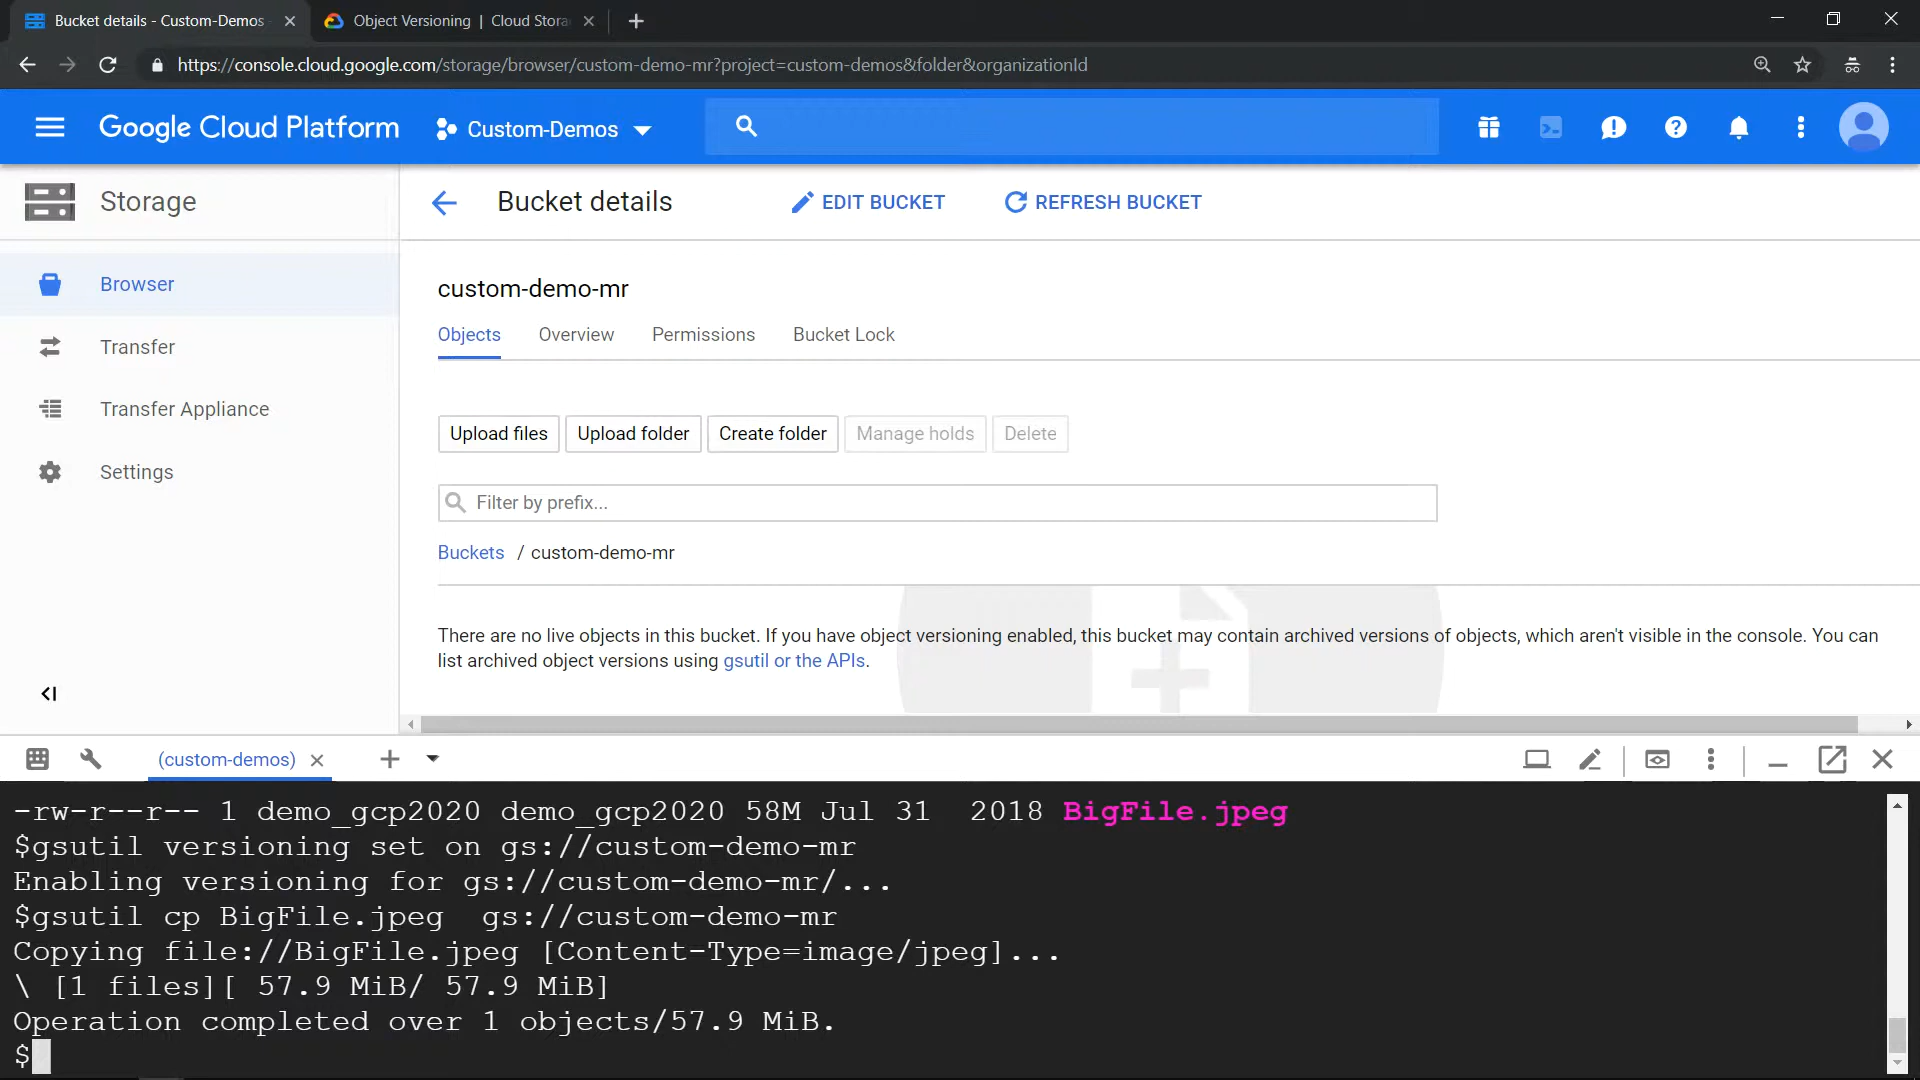 Bucket details - Custom-Demos
Object Versioning | Cloud Stora
https://console.cloud.google.com/storage/browser/custom-demo-mr?project=custom-demos&folder&organizationId
Google Cloud Platform
Custom-Demos
Storage
Bucket details
EDIT BUCKET
REFRESH BUCKET
Browser
Transfer
Transfer Appliance
Settings
custom-demo-mr
Objects
Overview
Permissions
Bucket Lock
Upload files
Upload folder
Create folder
Manage holds
Delete
Filter by prefix...
Buckets / custom-demo-mr
There are no live objects in this bucket. If you have object versioning enabled, this bucket may contain archived versions of objects, which aren't visible in the console. You can
list archived object versions using gsutil or the APIs.
(custom-demos)
-rw-r--r-- 1 demo_gcp2020 demo_gcp2020 58M Jul 31  2018 BigFile.jpeg
$gsutil versioning set on gs://custom-demo-mr
Enabling versioning for gs://custom-demo-mr/...
$gsutil cp BigFile.jpeg  gs://custom-demo-mr
Copying file://BigFile.jpeg [Content-Type=image/jpeg]...
\ [1 files][ 57.9 MiB/ 57.9 MiB]
Operation completed over 1 objects/57.9 MiB.
$